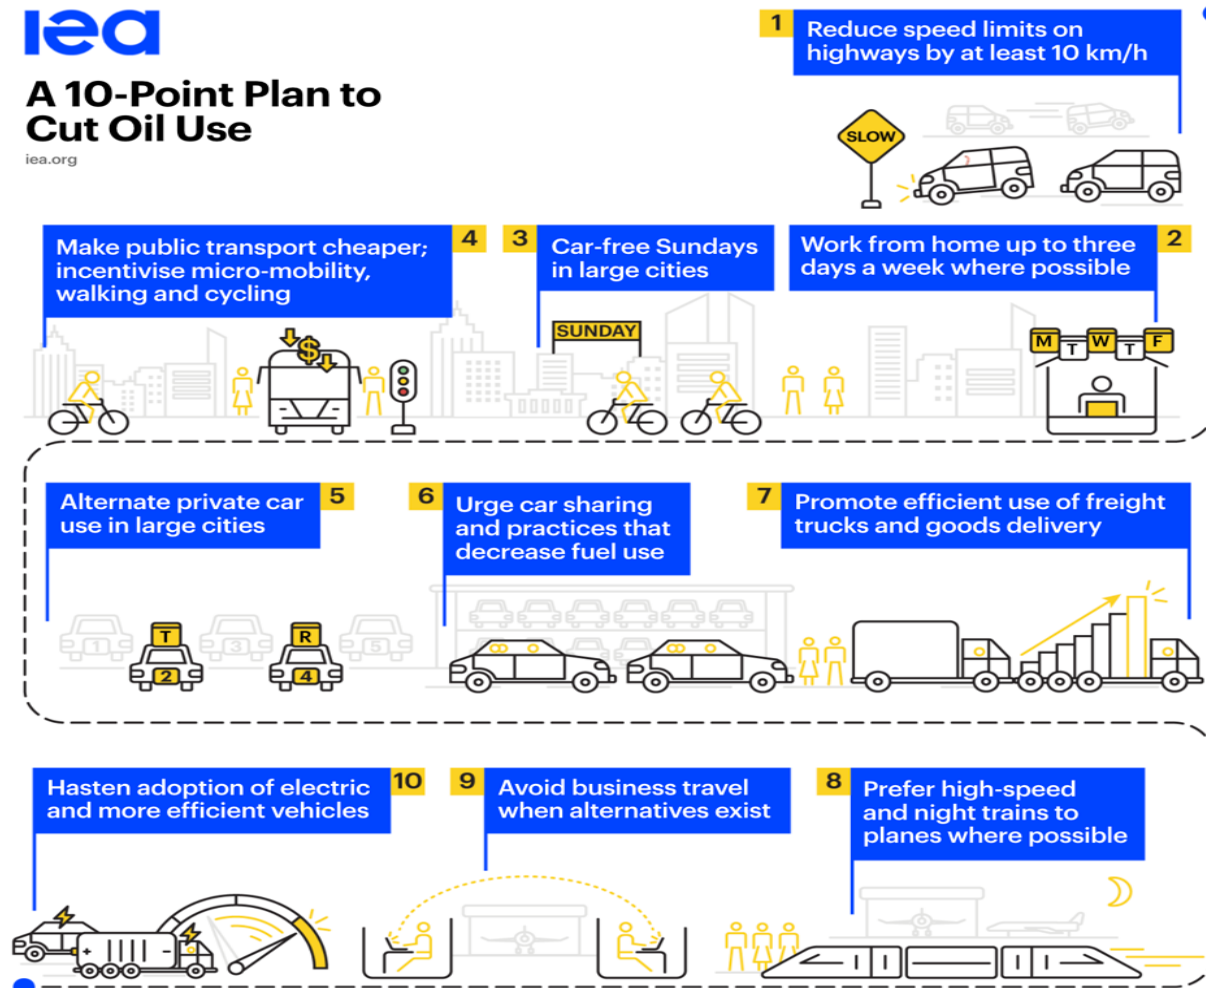 iea
A 10-Point Plan to
Cut Oil Use
iea.org
1
Reduce speed limits on
highways by at least 10 km/h
SLOW
2
Work from home up to three
days a week where possible
M T W T F
3
Car-free Sundays
in large cities
SUNDAY
4
Make public transport cheaper;
incentivise micro-mobility,
walking and cycling
$
5
Alternate private car
use in large cities
T
R
1
2
3
4
5
6
Urge car sharing
and practices that
decrease fuel use
7
Promote efficient use of freight
trucks and goods delivery
8
Prefer high-speed
and night trains to
planes where possible
9
Avoid business travel
when alternatives exist
10
Hasten adoption of electric
and more efficient vehicles